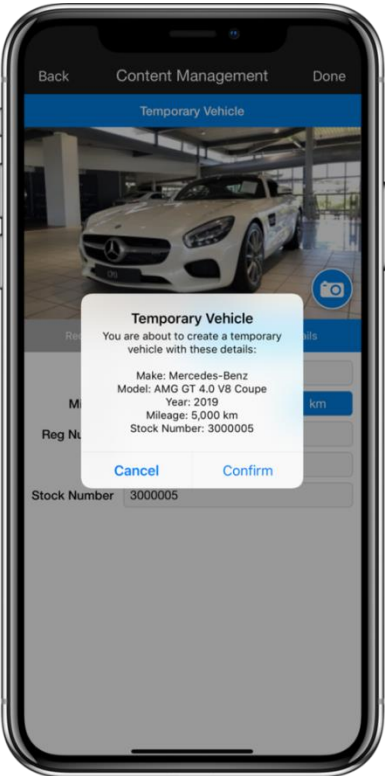 Back Content Management Done
Temporary Vehicle
Temporary Vehicle
You are about to create a temporary
vehicle with these details:
Make: Mercedes-Benz
Model: AMG GT 4.0 V8 Coupe
Year: 2019
Mileage: 5,000 km
Stock Number: 3000005
Cancel Confirm
km
Stock Number 3000005